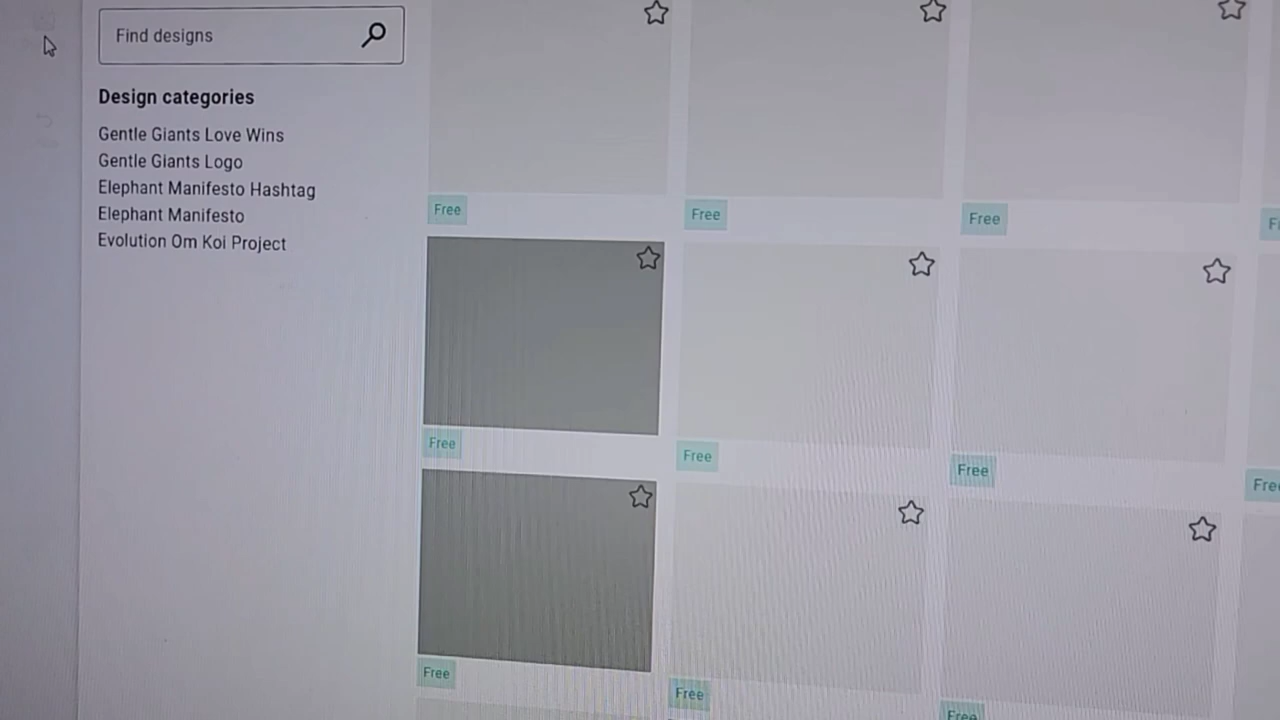 Find designs
Design categories
Gentle Giants Love Wins
Gentle Giants Logo
Elephant Manifesto Hashtag
Elephant Manifesto
Evolution Om Koi Project
Free
Free
Free
Free
Free
Free
Free
Free
Free